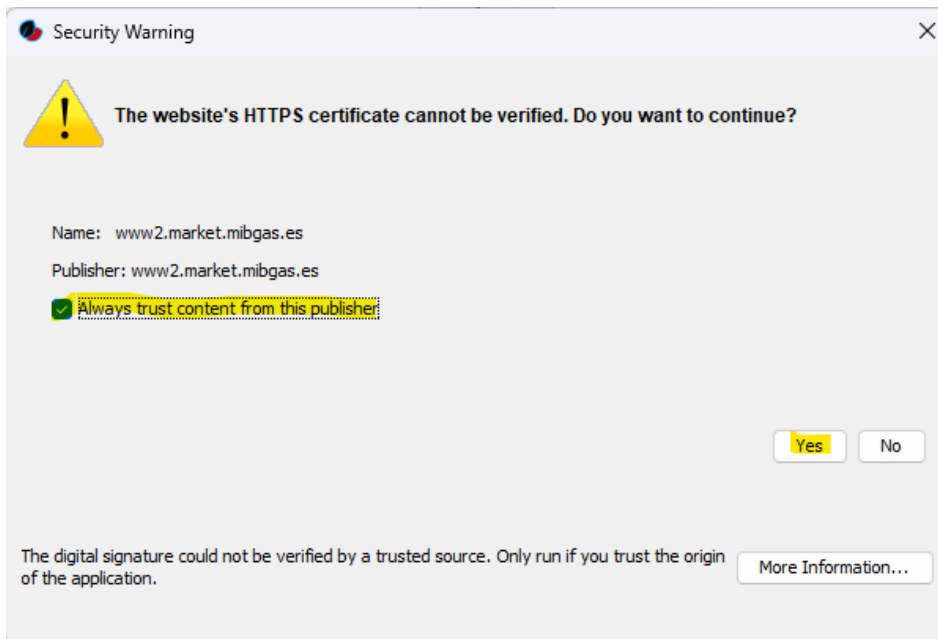 Security Warning
The website's HTTPS certificate cannot be verified. Do you want to continue?
Name: www2.market.mibgas.es
Publisher: www2.market.mibgas.es
Always trust content from this publisher
Yes
No
The digital signature could not be verified by a trusted source. Only run if you trust the origin
of the application.
More Information...